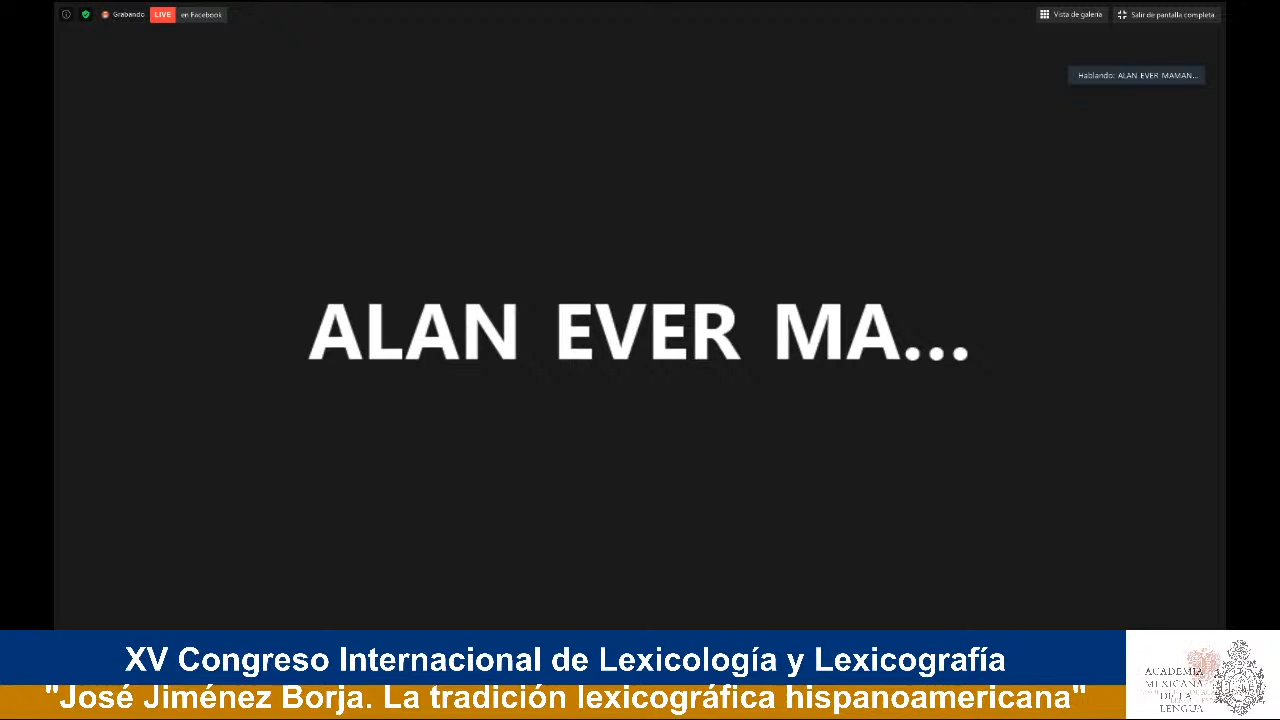 Grabando LIVE en Facebook
Vista de galería Salir de pantalla completa
Hablando: ALAN EVER MAMAN...
ALAN EVER MA...
XV Congreso Internacional de Lexicología y Lexicografía
"José Jiménez Borja. La tradición lexicográfica hispanoamericana"
ACADEMIA
MEXICANA
DE LA
LENGUA